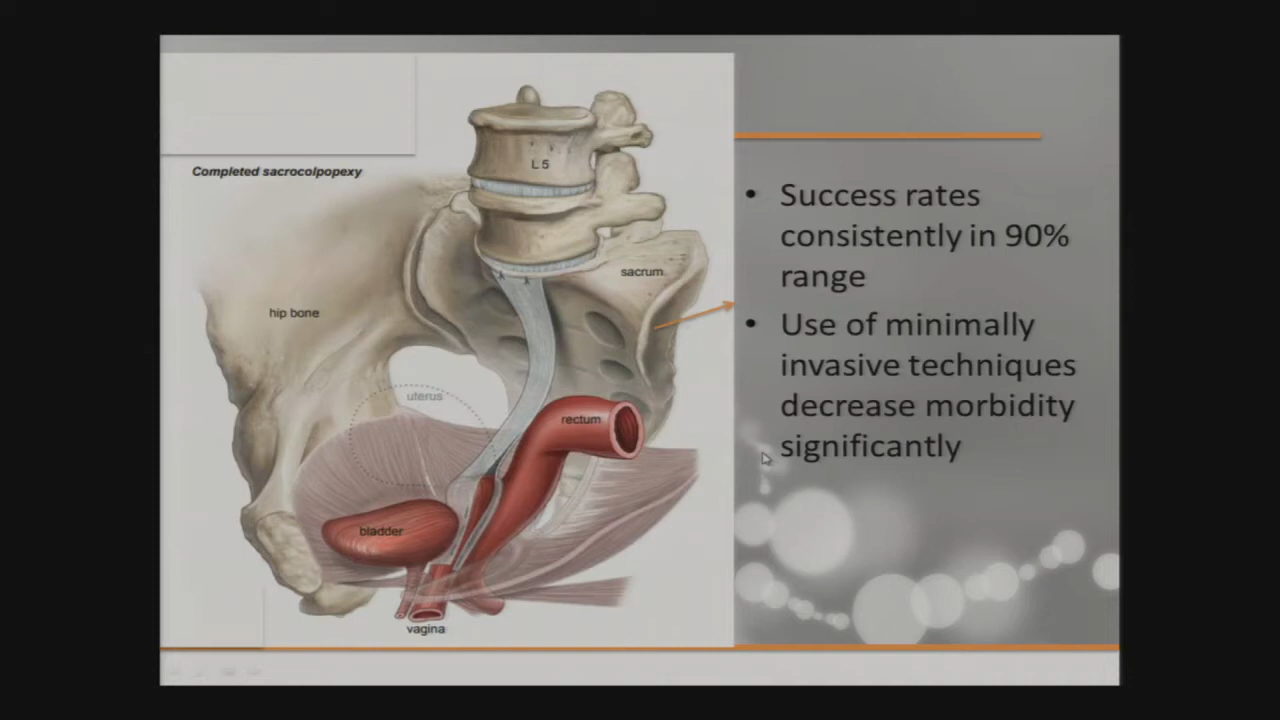 Completed sacrocolpopexy
L 5
sacrum
hip bone
uterus
rectum
bladder
vagina
• Success rates
consistently in 90%
range
• Use of minimally
invasive techniques
decrease morbidity
significantly